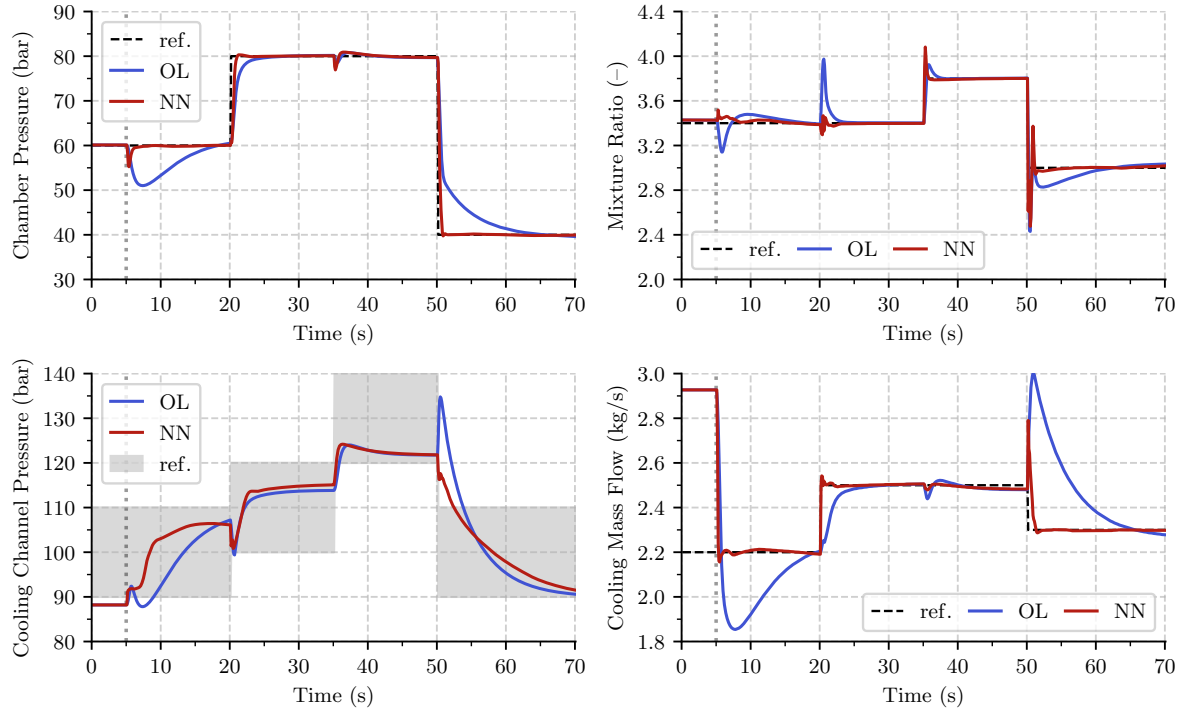 Chamber Pressure (bar)
90
80
70
60
50
40
30
ref.
OL
NN
0 10 20 30 40 50 60 70
Time (s)
Mixture Ratio (−)
4.4
4.0
3.6
3.2
2.8
2.4
2.0
ref. OL NN
0 10 20 30 40 50 60 70
Time (s)
Cooling Channel Pressure (bar)
140
130
120
110
100
90
80
OL
NN
ref.
0 10 20 30 40 50 60 70
Time (s)
Cooling Mass Flow (kg/s)
3.0
2.8
2.6
2.4
2.2
2.0
1.8
ref. OL NN
0 10 20 30 40 50 60 70
Time (s)